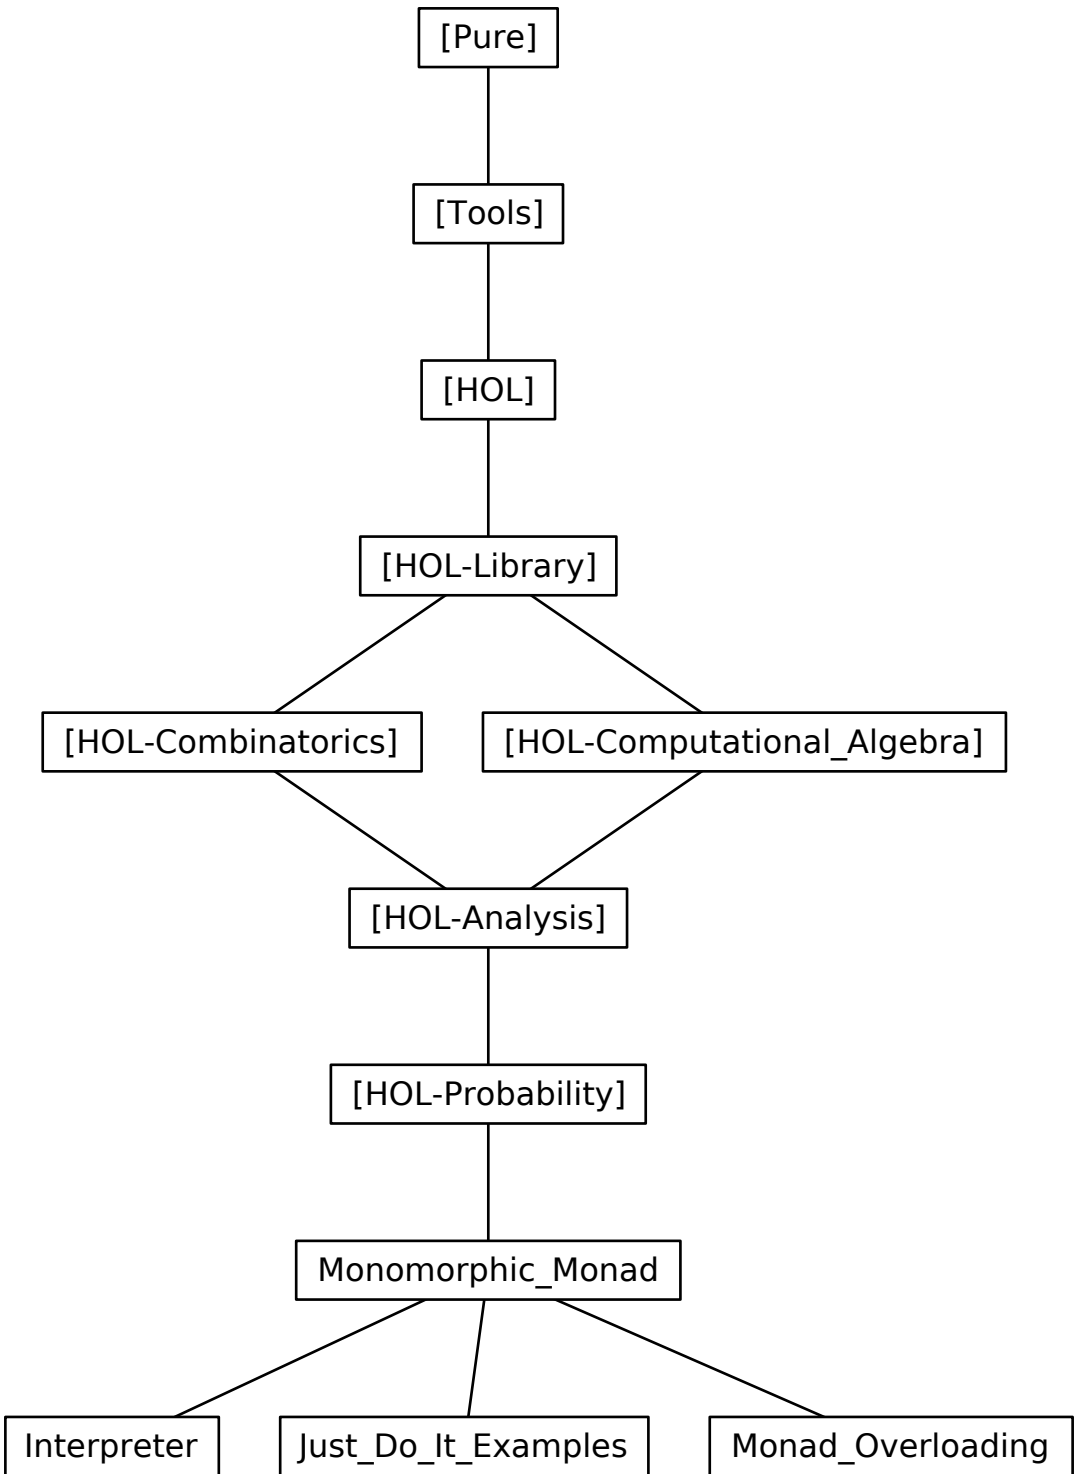 [Pure]
[Tools]
[HOL]
[HOL-Library]
[HOL-Combinatorics]
[HOL-Computational_Algebra]
[HOL-Analysis]
[HOL-Probability]
Monomorphic_Monad
Interpreter
Just_Do_It_Examples
Monad_Overloading